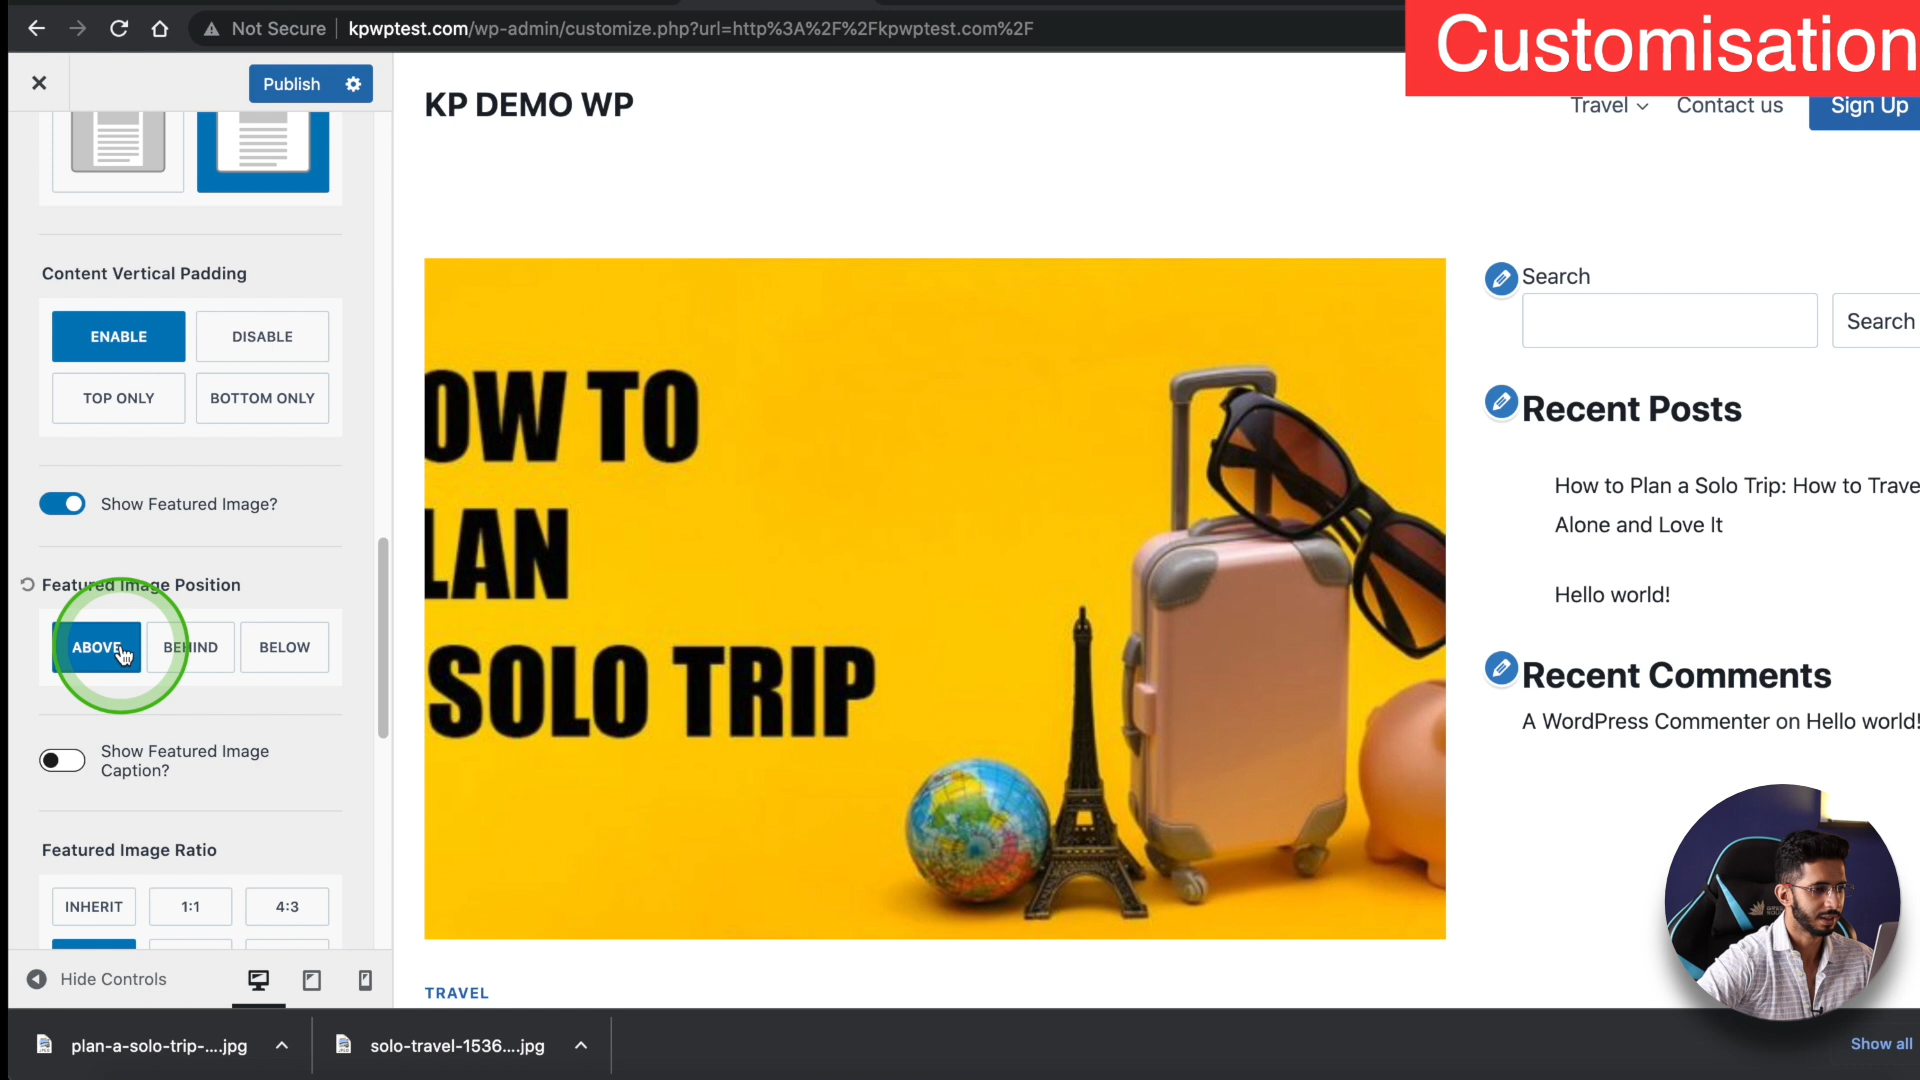 Not Secure
kpwptest.com/wp-admin/customize.php?url=http%3A%2F%2Fkpwptest.com%2F
Customisation
Publish
KP DEMO WP
Travel
Contact us
Sign Up
Content Vertical Padding
ENABLE
DISABLE
TOP ONLY
BOTTOM ONLY
Show Featured Image?
Featured Image Position
ABOVE
BEHIND
BELOW
Show Featured Image
Caption?
Featured Image Ratio
INHERIT
1:1
4:3
Hide Controls
OW TO
LAN
SOLO TRIP
TRAVEL
Search
Search
Recent Posts
How to Plan a Solo Trip: How to Trave
Alone and Love It
Hello world!
Recent Comments
A WordPress Commenter on Hello world!
plan-a-solo-trip-....jpg
solo-travel-1536....jpg
Show all